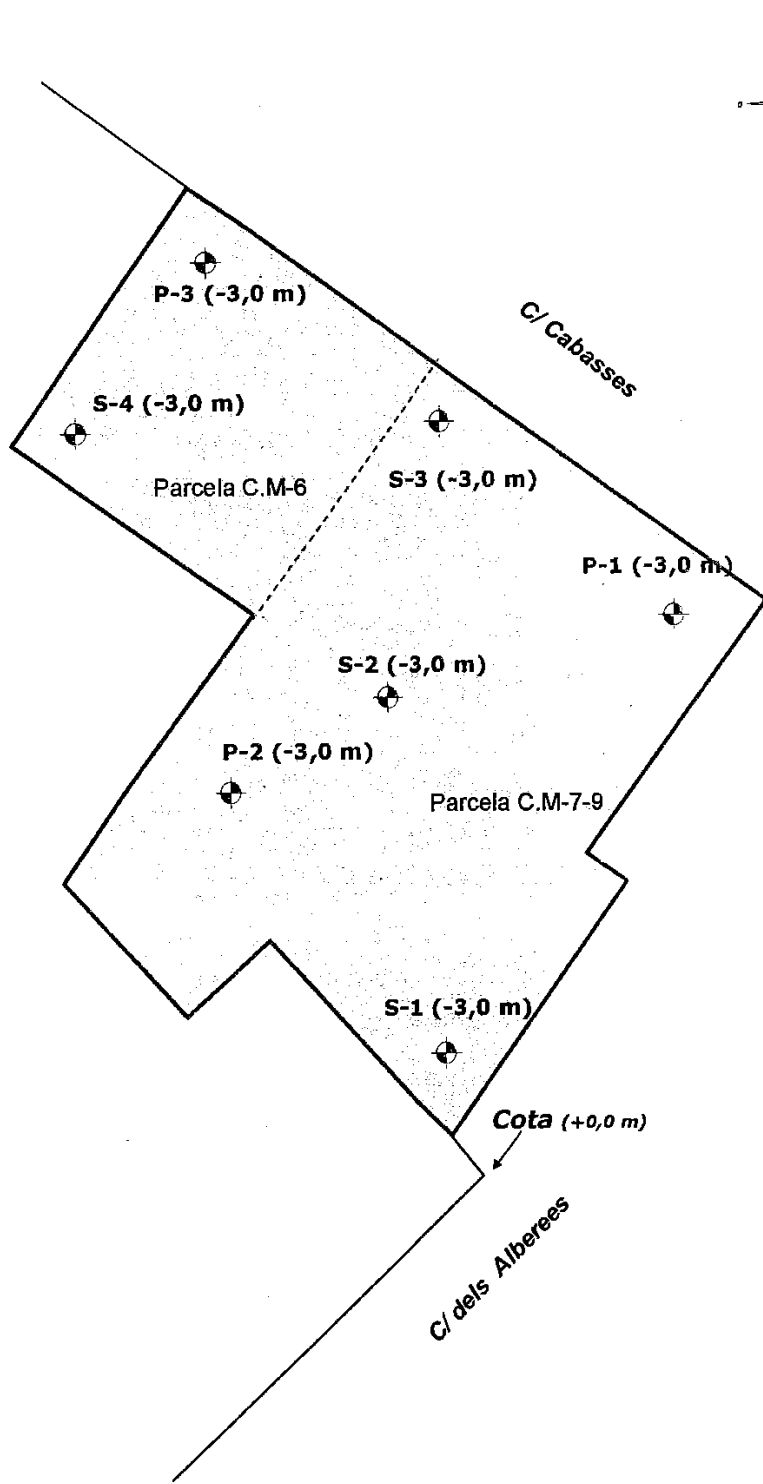 P-3 (-3,0 m)
C/ Cabasses
S-4 (-3,0 m)
S-3 (-3,0 m)
Parcela C.M-6
P-1 (-3,0 m)
S-2 (-3,0 m)
P-2 (-3,0 m)
Parcela C.M-7-9
S-1 (-3,0 m)
Cota (+0,0 m)
C/ dels Alberees